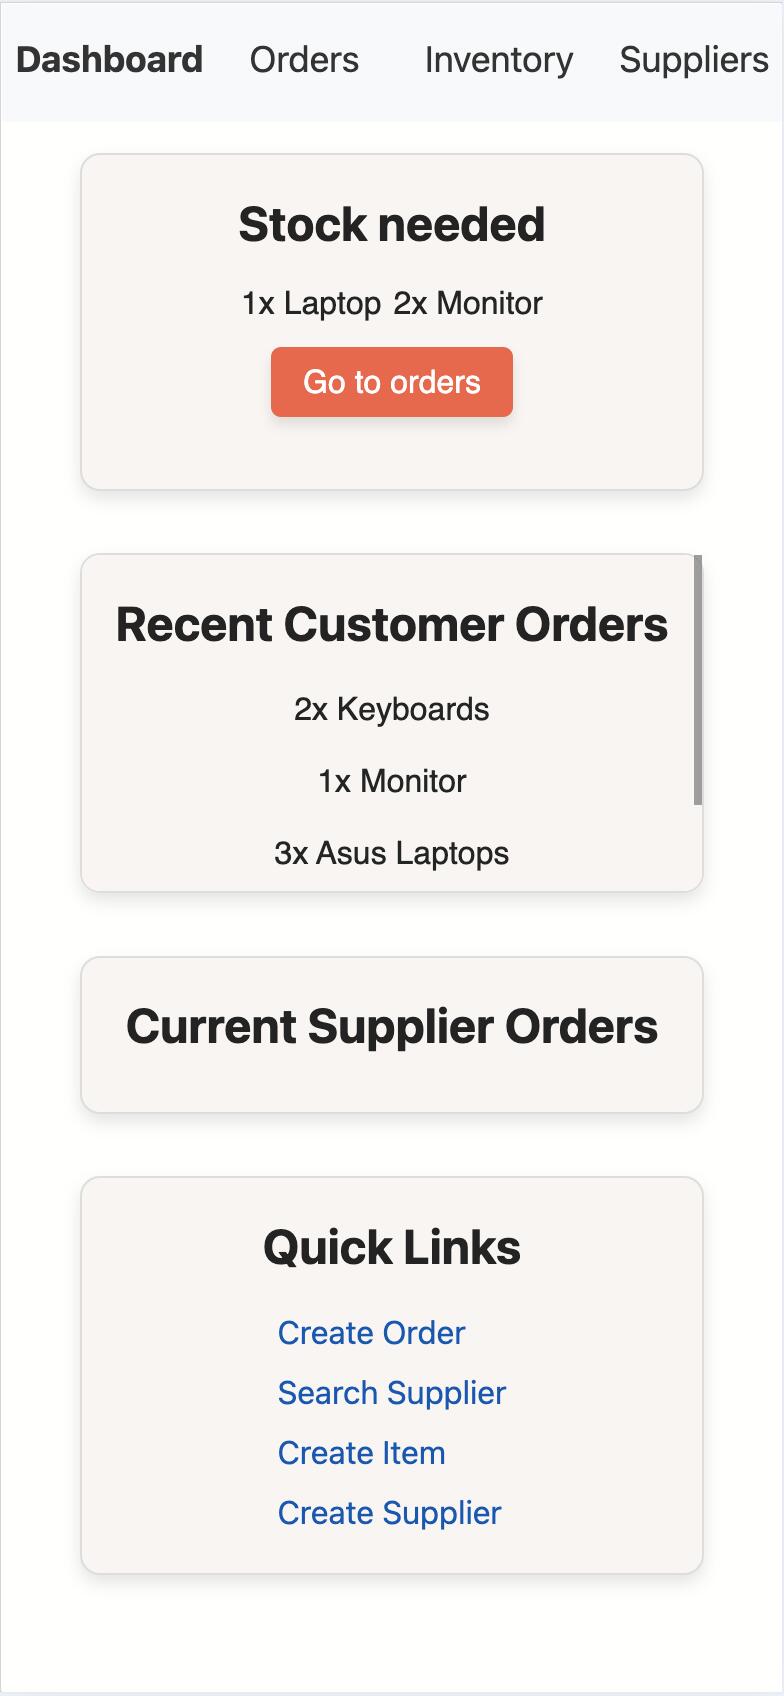 Dashboard Orders Inventory Suppliers
Stock needed
1x Laptop 2x Monitor
Go to orders
Recent Customer Orders
2x Keyboards
1x Monitor
3x Asus Laptops
Current Supplier Orders
Quick Links
Create Order
Search Supplier
Create Item
Create Supplier